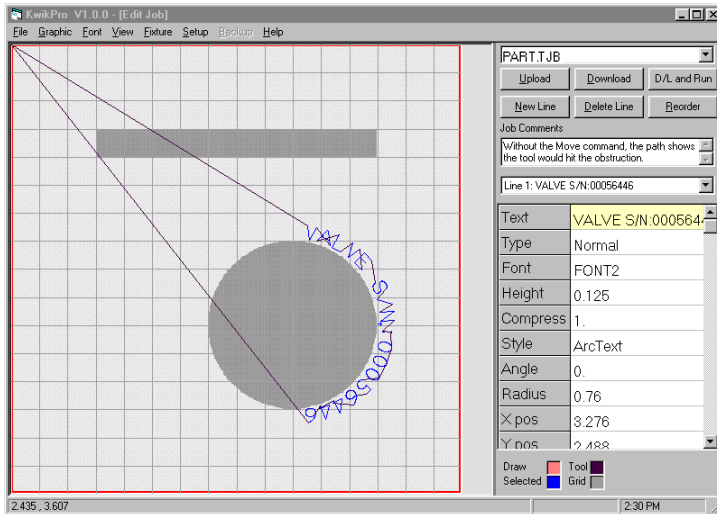 KwikPro V1.0.0 - [Edit Job]
File Graphic Font View Fixture Setup Backup Help
PART.TJB
Upload Download D/L and Run
New Line Delete Line Reorder
Job Comments
Without the Move command, the path shows
the tool would hit the obstruction.
Line 1: VALVE S/N:00056446
Text VALVE S/N:0005644
Type Normal
Font FONT2
Height 0.125
Compress 1.
Style ArcText
Angle 0.
Radius 0.76
X pos 3.276
Y pos 2.488
VALVE S/N:00056446
Draw Tool
Selected Grid
2.435 , 3.607 2:30 PM